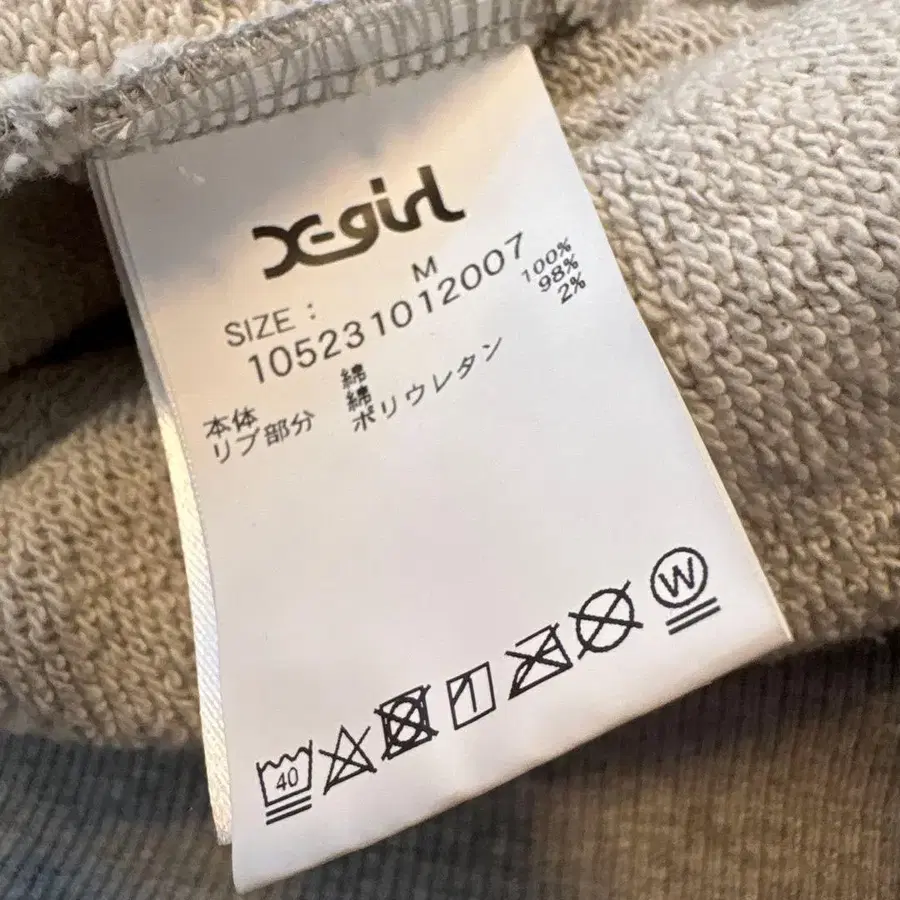 X-girl
SIZE : M
105231012007
本体 綿 100%
リブ部分 綿 98%
ポリウレタン 2%
40
W